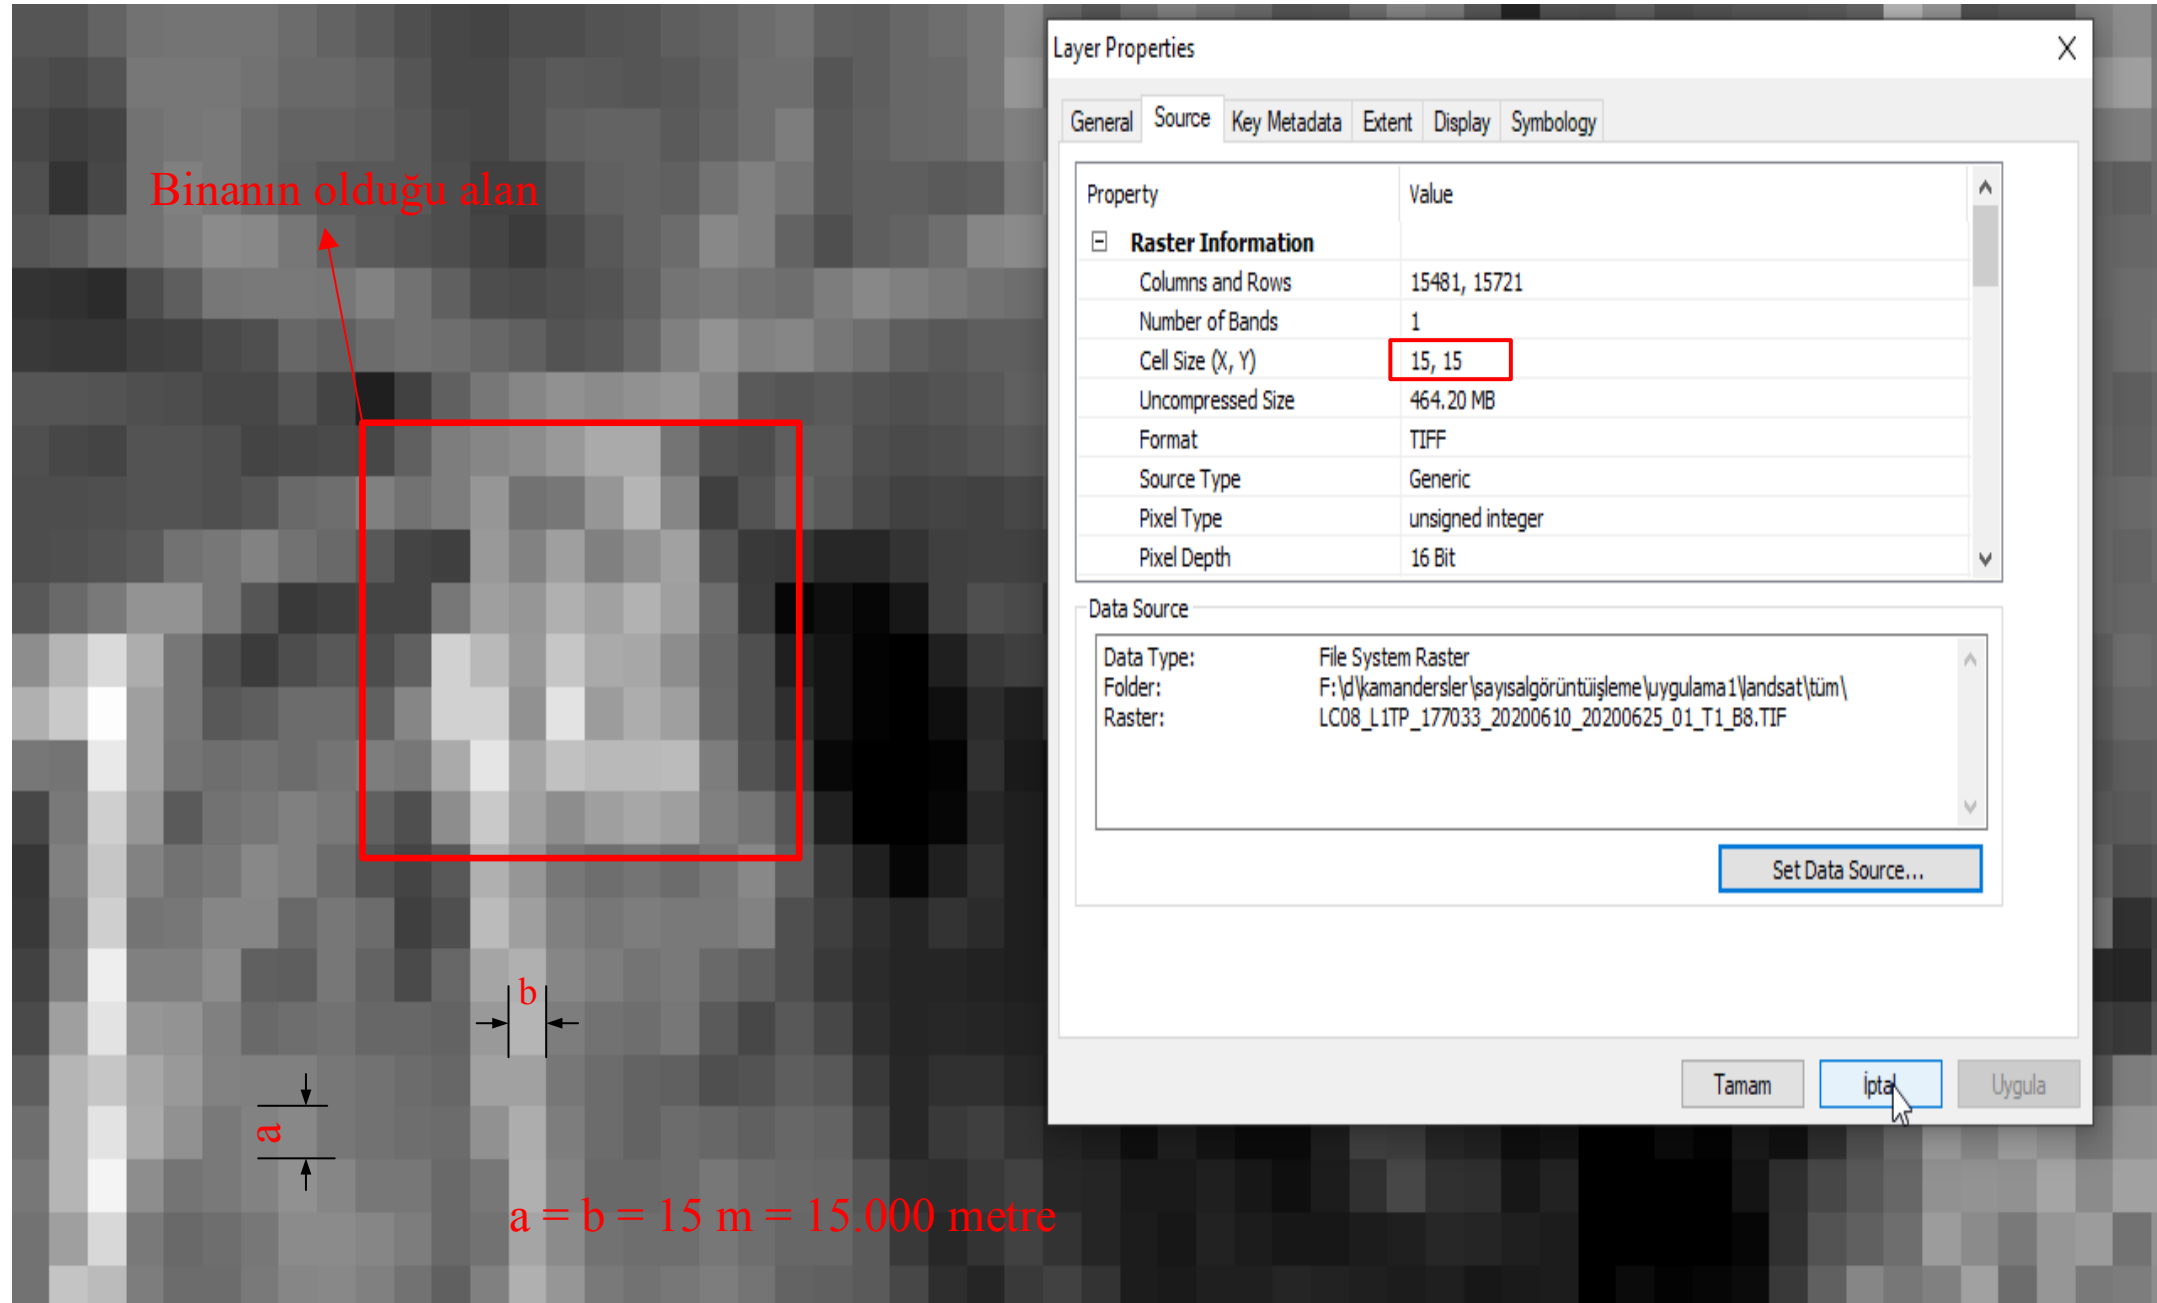 Binanın olduğu alan
b
a
a = b = 15 m = 15.000 metre
Layer Properties
General Source Key Metadata Extent Display Symbology
Property Value
Raster Information
Columns and Rows 15481, 15721
Number of Bands 1
Cell Size (X, Y) 15, 15
Uncompressed Size 464.20 MB
Format TIFF
Source Type Generic
Pixel Type unsigned integer
Pixel Depth 16 Bit
Data Source
Data Type: File System Raster
Folder: F:\d\kamandersler\sayısalgörüntüişleme\uygulama1\landsat\tüm\
Raster: LC08_L1TP_177033_20200610_20200625_01_T1_B8.TIF
Set Data Source...
Tamam İptal Uygula